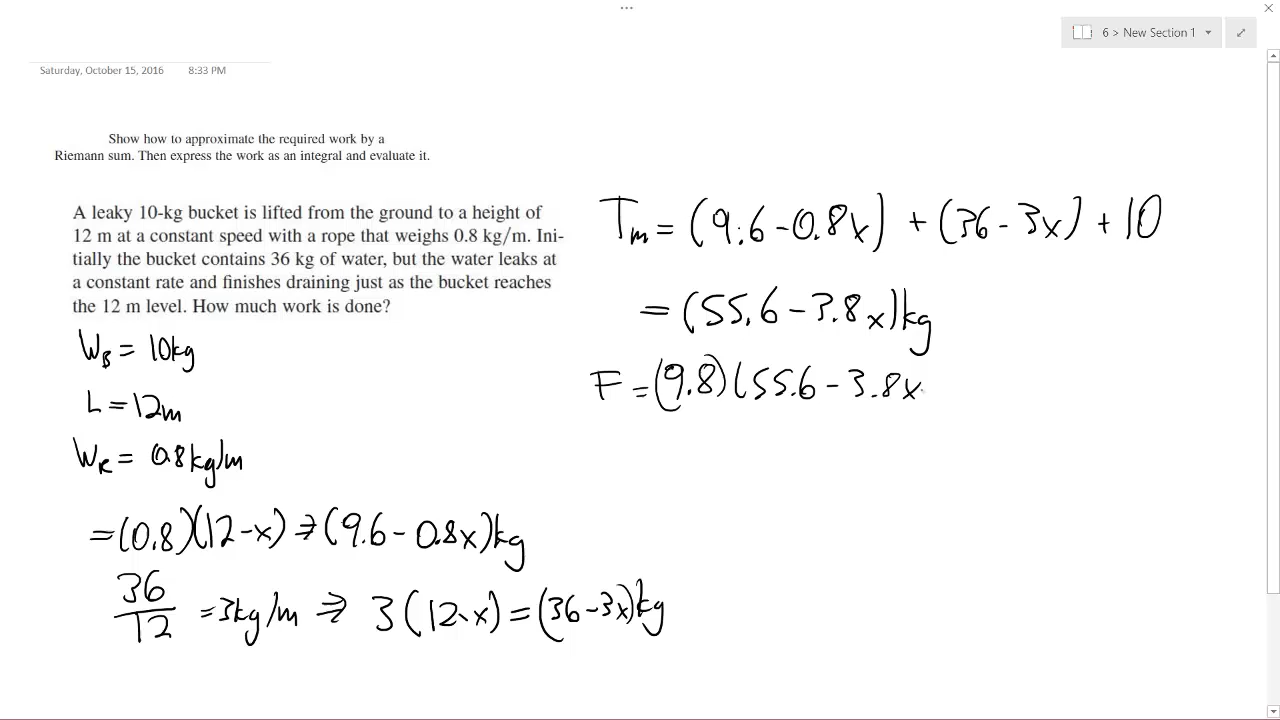 6 > New Section 1
Saturday, October 15, 2016 8:33 PM
Show how to approximate the required work by a
Riemann sum. Then express the work as an integral and evaluate it.
A leaky 10-kg bucket is lifted from the ground to a height of
12 m at a constant speed with a rope that weighs 0.8 kg/m. Ini-
tially the bucket contains 36 kg of water, but the water leaks at
a constant rate and finishes draining just as the bucket reaches
the 12 m level. How much work is done?
W_B = 10kg
L = 12m
W_R = 0.8kg/m
= (0.8)(12-x) ⇒ (9.6 - 0.8x)kg
36/12 = 3kg/m ⇒ 3(12-x) = (36-3x)kg
T_m = (9.6 - 0.8x) + (36 - 3x) + 10
= (55.6 - 3.8x)kg
F = (9.8)(55.6 - 3.8x